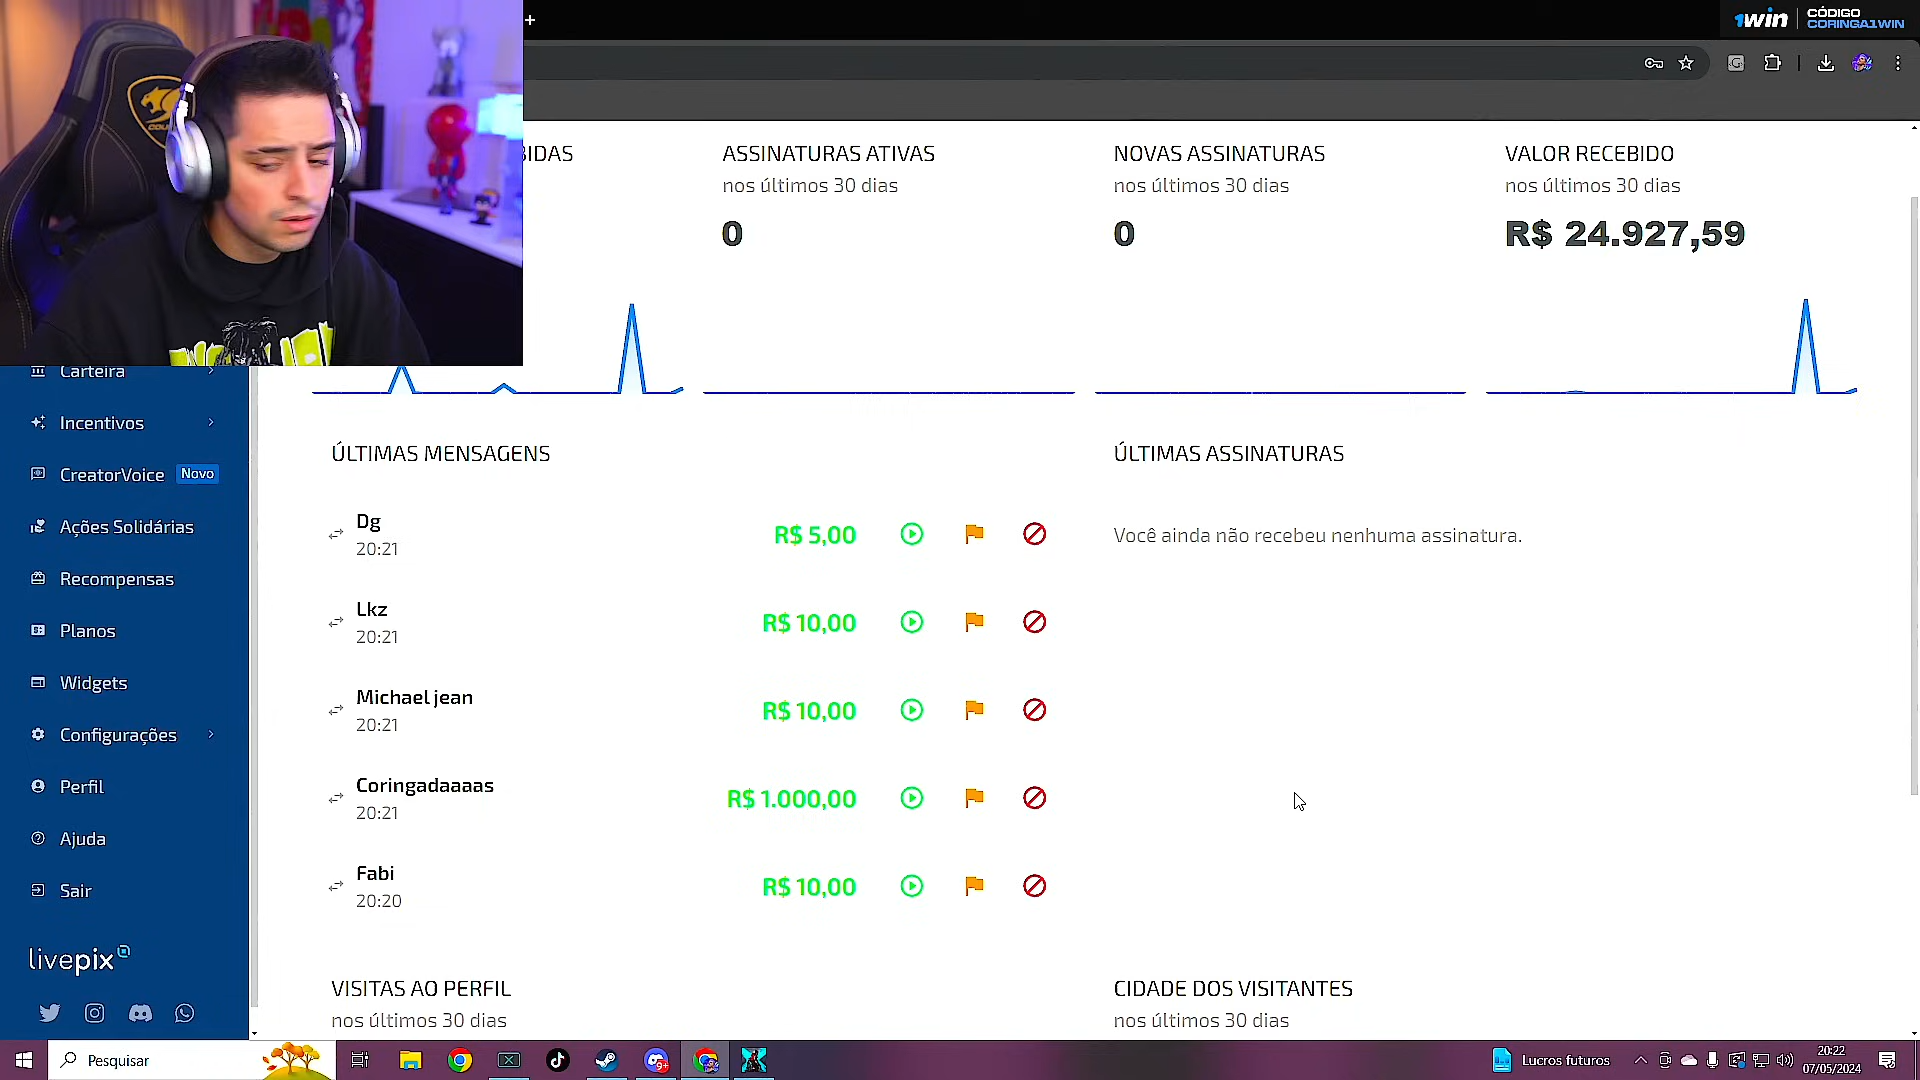 1win
CÓDIGO
CORINGA1WIN
BIDAS
ASSINATURAS ATIVAS
nos últimos 30 dias
0
NOVAS ASSINATURAS
nos últimos 30 dias
0
VALOR RECEBIDO
nos últimos 30 dias
R$ 24.927,59
Carteira
Incentivos
CreatorVoice Novo
Ações Solidárias
Recompensas
Planos
Widgets
Configurações
Perfil
Ajuda
Sair
livepix
ÚLTIMAS MENSAGENS
Dg
20:21
R$ 5,00
Lkz
20:21
R$ 10,00
Michael jean
20:21
R$ 10,00
Coringadaaaas
20:21
R$ 1.000,00
Fabi
20:20
R$ 10,00
ÚLTIMAS ASSINATURAS
Você ainda não recebeu nenhuma assinatura.
VISITAS AO PERFIL
nos últimos 30 dias
CIDADE DOS VISITANTES
nos últimos 30 dias
Pesquisar
9+
Lucros futuros
20:22
07/05/2024